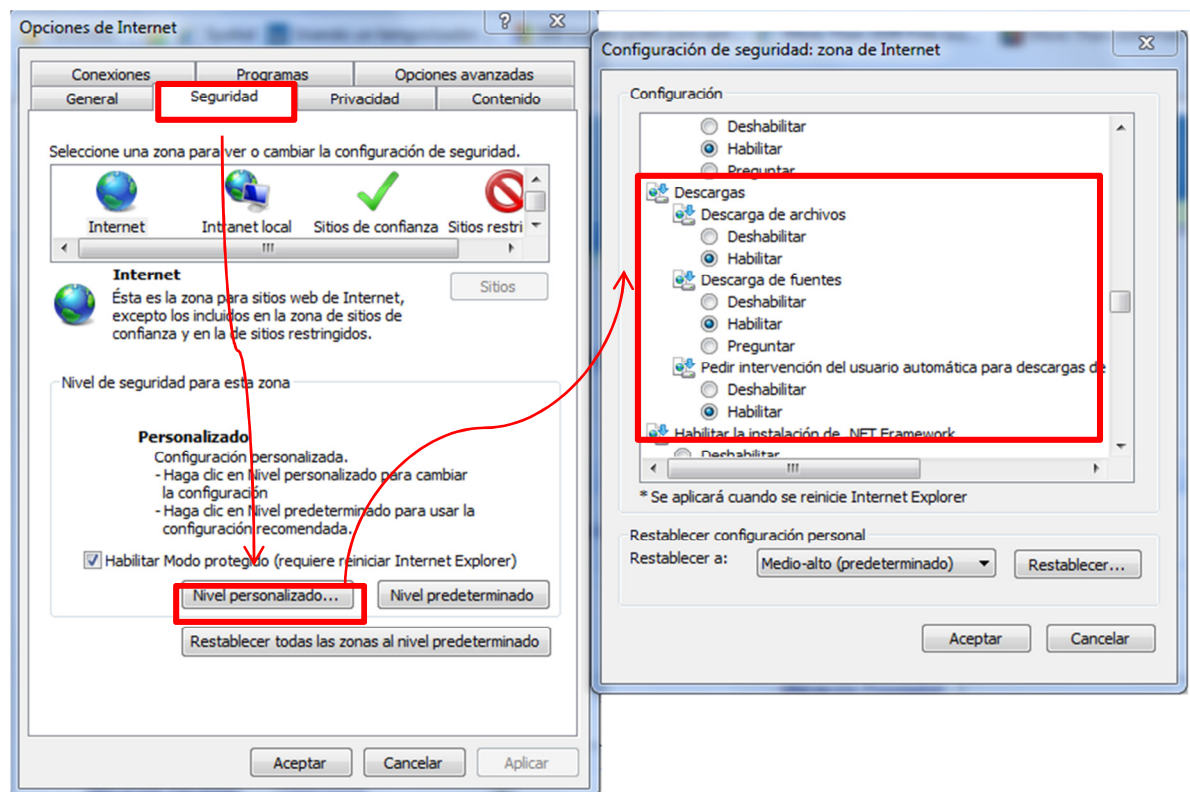 Opciones de Internet
Conexiones Programas Opciones avanzadas
General Seguridad Privacidad Contenido
Seleccione una zona para ver o cambiar la configuración de seguridad.
Internet Intranet local Sitios de confianza Sitios restri
Internet
Ésta es la zona para sitios web de Internet,
excepto los incluidos en la zona de sitios de
confianza y en la de sitios restringidos.
Sitios
Nivel de seguridad para esta zona
Personalizado
Configuración personalizada.
- Haga clic en Nivel personalizado para cambiar
la configuración
- Haga clic en Nivel predeterminado para usar la
configuración recomendada.
Habilitar Modo protegido (requiere reiniciar Internet Explorer)
Nivel personalizado... Nivel predeterminado
Restablecer todas las zonas al nivel predeterminado
Aceptar Cancelar Aplicar
Configuración de seguridad: zona de Internet
Configuración
Deshabilitar
Habilitar
Preguntar
Descargas
Descarga de archivos
Deshabilitar
Habilitar
Descarga de fuentes
Deshabilitar
Habilitar
Preguntar
Pedir intervención del usuario automática para descargas de
Deshabilitar
Habilitar
Habilitar la instalación de .NET Framework
Deshabilitar
* Se aplicará cuando se reinicie Internet Explorer
Restablecer configuración personal
Restablecer a: Medio-alto (predeterminado) Restablecer...
Aceptar Cancelar